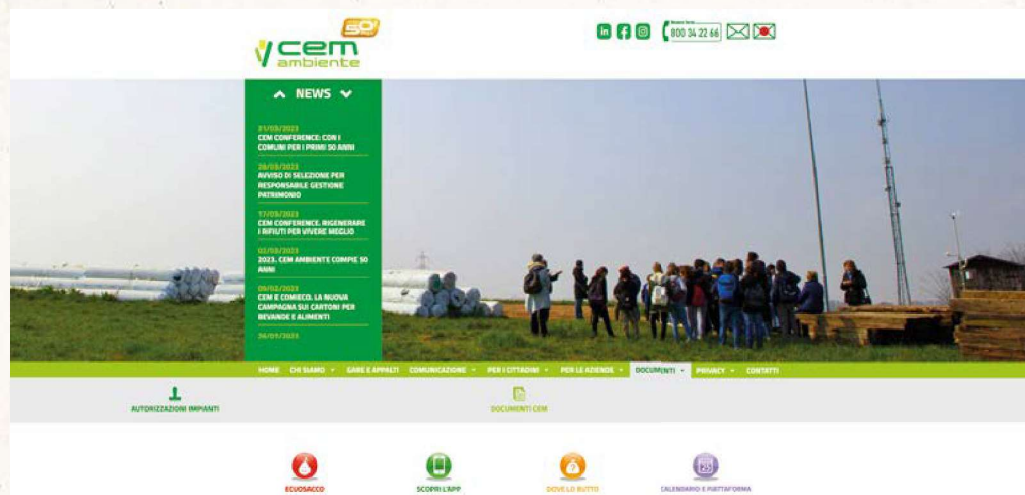 50°
cem
ambiente
Numero Verde
800 34 22 66
NEWS
31/03/2023
CEM CONFERENCE: CON I
COMUNI PER I PRIMI 50 ANNI
AVVISO DI SELEZIONE PER
RESPONSABILE GESTIONE
PATRIMONIO
17/03/2023
CEM CONFERENCE. RIGENERARE
I RIFIUTI PER VIVERE MEGLIO
02/03/2023
2023. CEM AMBIENTE COMPIE 50
ANNI
09/02/2023
CEM E COMIECO. LA NUOVA
CAMPAGNA SUI CARTONI PER
BEVANDE E ALIMENTI
HOME CHI SIAMO GARE E APPALTI COMUNICAZIONE PER I CITTADINI PER LE AZIENDE DOCUMENTI PRIVACY CONTATTI
AUTORIZZAZIONI IMPIANTI DOCUMENTI CEM
ECUOSACCO SCOPRI L'APP DOVE LO BUTTO CALENDARIO E PIATTAFORMA